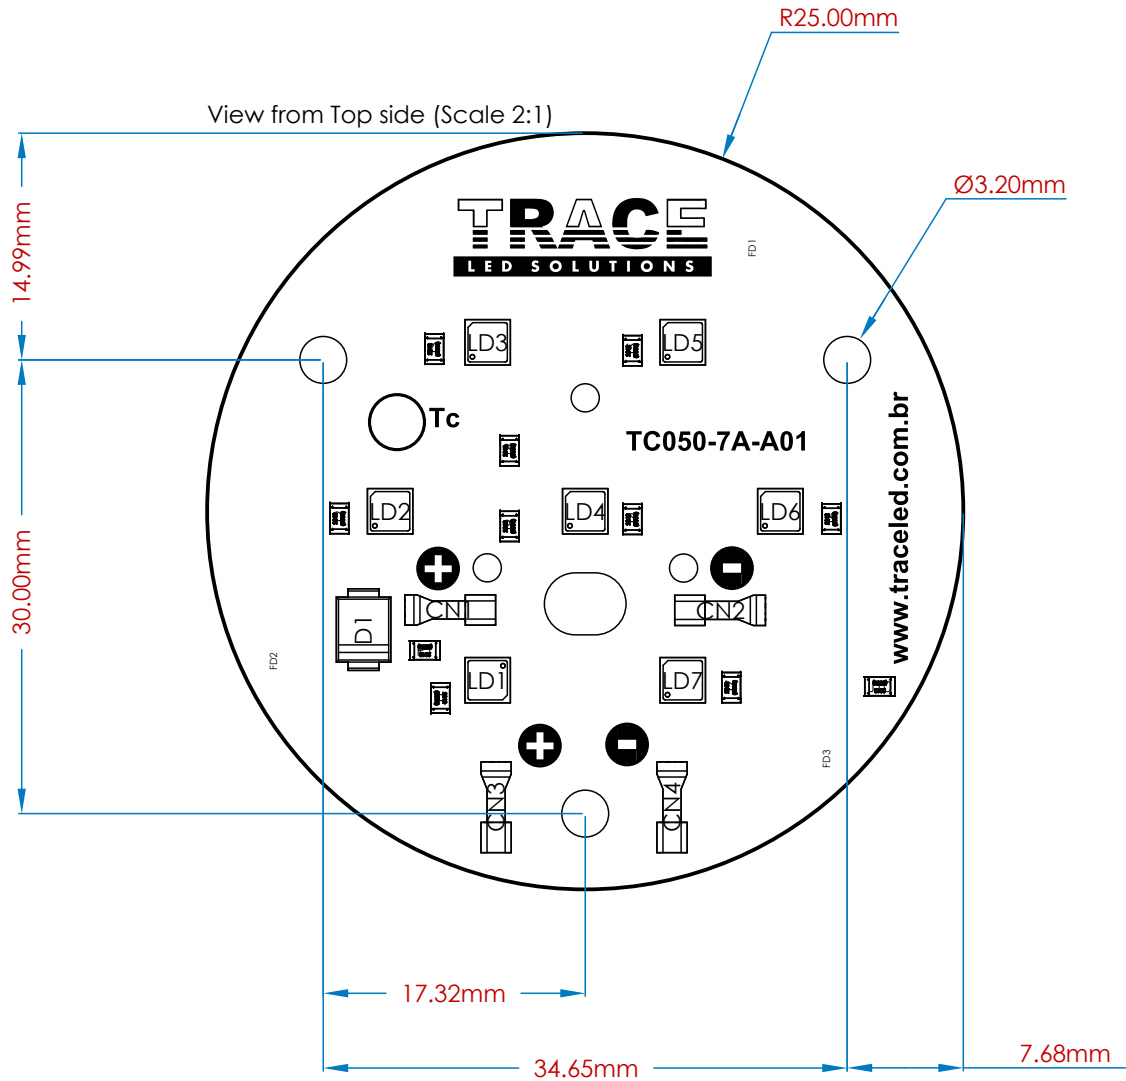 R25.00mm
View from Top side (Scale 2:1)
Ø3.20mm
TRACE
LED SOLUTIONS
FD1
14.99mm
LD3
LD5
Tc
TC050-7A-A01
www.traceled.com.br
LD2
LD4
LD6
30.00mm
CN1
CN2
D1
FD2
LD1
LD7
FD3
CN3
CN4
17.32mm
34.65mm
7.68mm